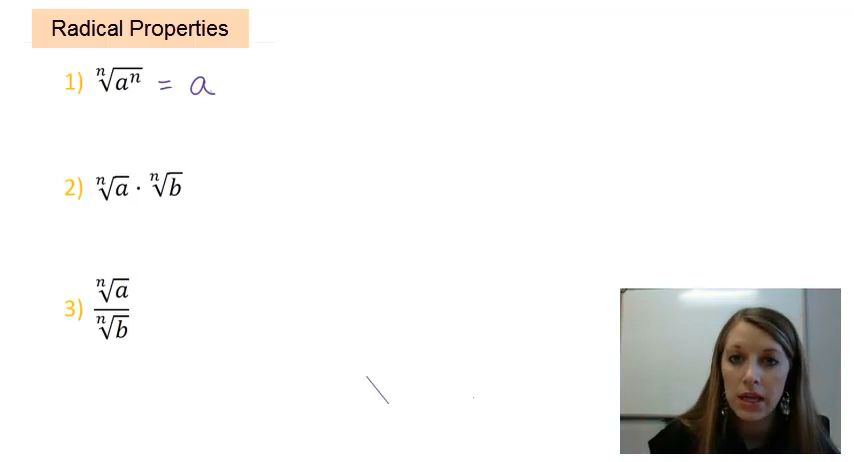 Radical Properties
1) ⁿ√aⁿ = a
2) ⁿ√a · ⁿ√b
3) ⁿ√a / ⁿ√b